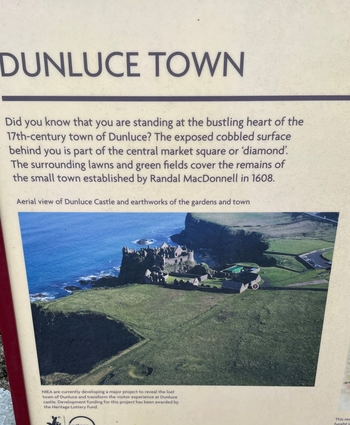 DUNLUCE TOWN
Did you know that you are standing at the bustling heart of the
17th-century town of Dunluce? The exposed cobbled surface
behind you is part of the central market square or 'diamond'.
The surrounding lawns and green fields cover the remains of
the small town established by Randal MacDonnell in 1608.
Aerial view of Dunluce Castle and earthworks of the gardens and town
NIEA are currently developing a major project to reveal the lost
town of Dunluce and transform the visitor experience at Dunluce
castle. Development funding for this project has been awarded by
the Heritage Lottery Fund.
This